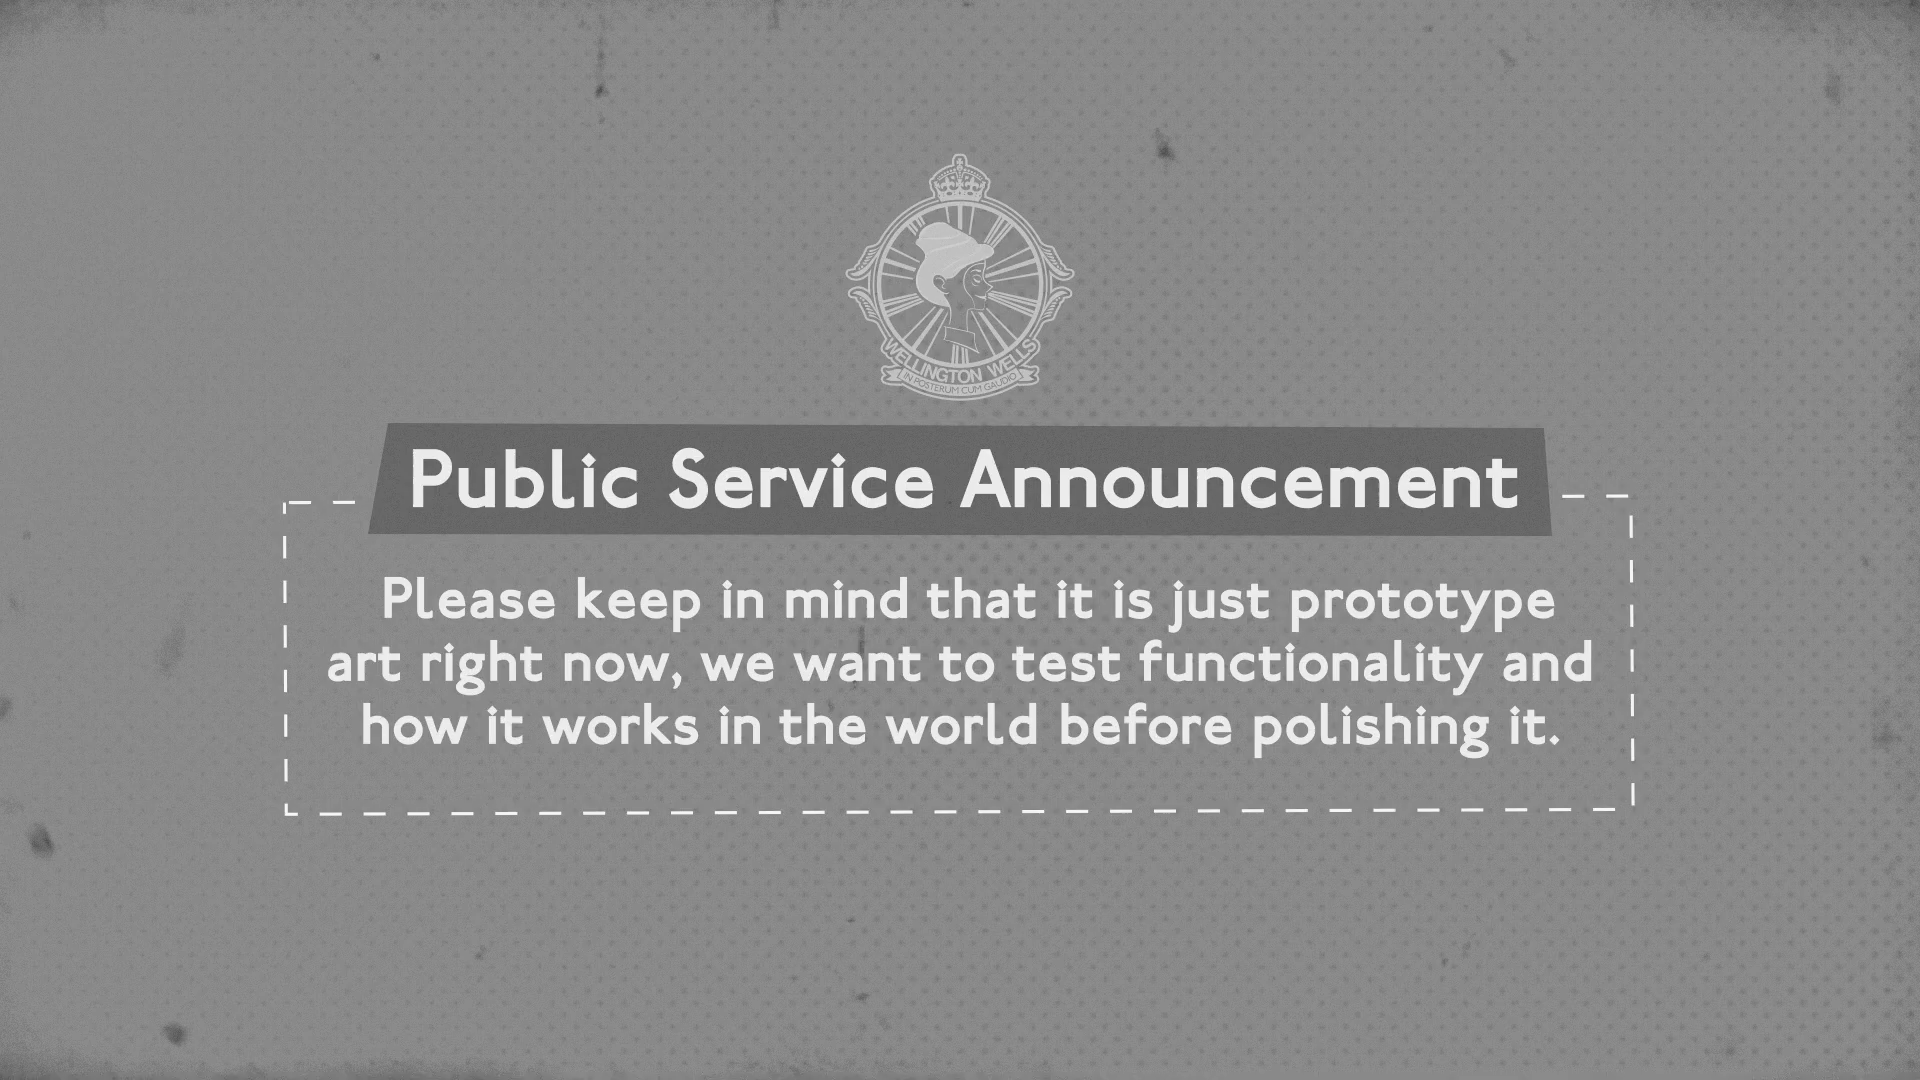 WELLINGTON WELLS
IN POSTERUM CUM GAUDIO
Public Service Announcement
Please keep in mind that it is just prototype
art right now, we want to test functionality and
how it works in the world before polishing it.